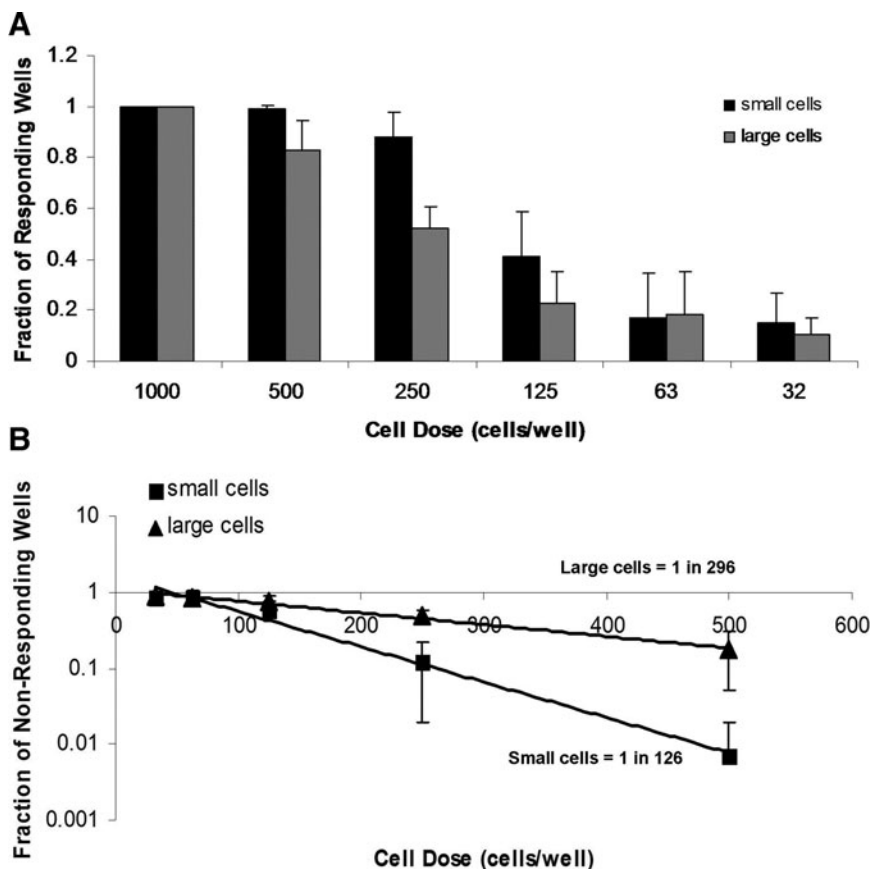 A
Fraction of Responding Wells
1.2
1
0.8
0.6
0.4
0.2
0
small cells
large cells
1000 500 250 125 63 32
Cell Dose (cells/well)
B
Fraction of Non-Responding Wells
small cells
large cells
10
1
0.1
0.01
0.001
Large cells = 1 in 296
0 100 200 300 400 500 600
Small cells = 1 in 126
Cell Dose (cells/well)